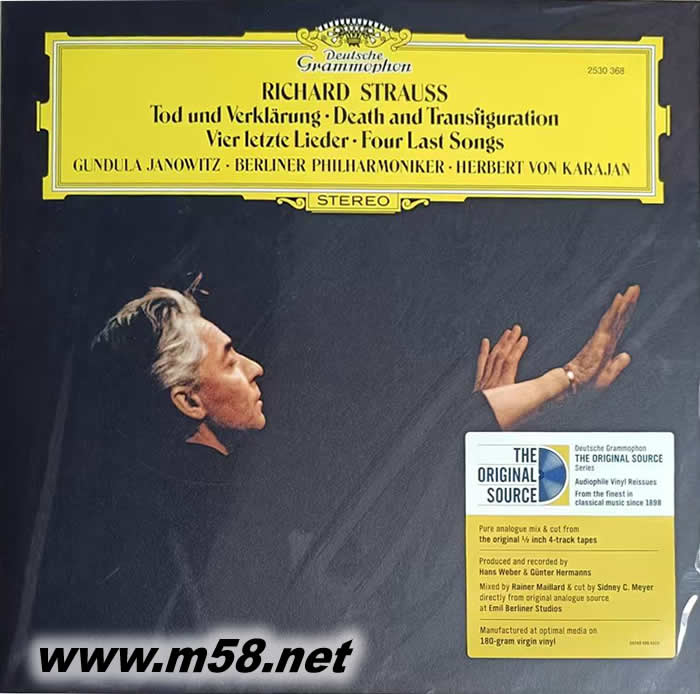 Deutsche
Grammophon
2530 368
RICHARD STRAUSS
Tod und Verklärung · Death and Transfiguration
Vier letzte Lieder · Four Last Songs
GUNDULA JANOWITZ · BERLINER PHILHARMONIKER · HERBERT VON KARAJAN
STEREO
THE
ORIGINAL
SOURCE
Deutsche Grammophon
THE ORIGINAL SOURCE
Series
Audiophile Vinyl Reissues
From the finest in
classical music since 1898
Pure analogue mix & cut from
the original ½ inch 4-track tapes
Produced and recorded by
Hans Weber & Günter Hermanns
Mixed by Rainer Maillard & cut by Sidney C. Meyer
directly from original analogue source
at Emil Berliner Studios
Manufactured at optimal media on
180-gram virgin vinyl
www.m58.net